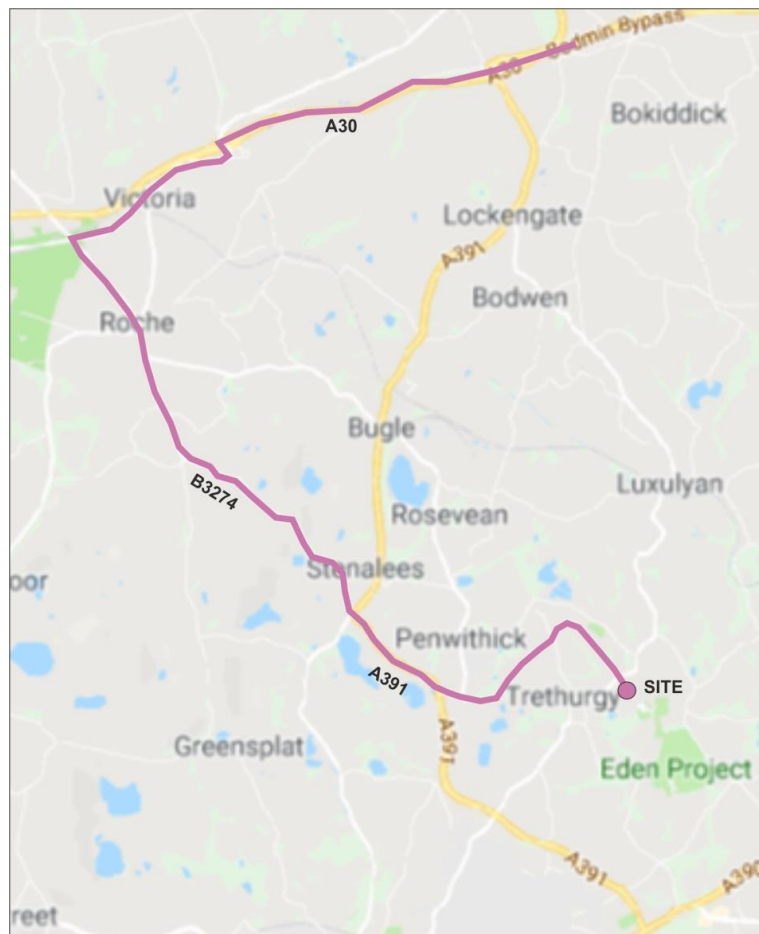 Bodmin Bypass
A30
Bokiddick
A30
Victoria
Lockengate
A391
Bodwen
Roche
Bugle
Luxulyan
B3274
Rosevean
Stenalees
oor
Penwithick
A391
SITE
Trethurgy
A391
Greensplat
Eden Project
A391
A390
reet